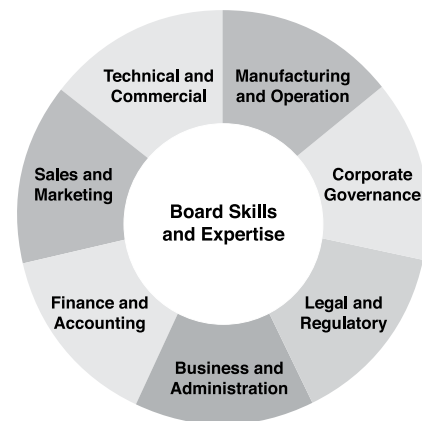 Technical and
Commercial
Manufacturing
and Operation
Corporate
Governance
Legal and
Regulatory
Business and
Administration
Finance and
Accounting
Sales and
Marketing
Board Skills
and Expertise